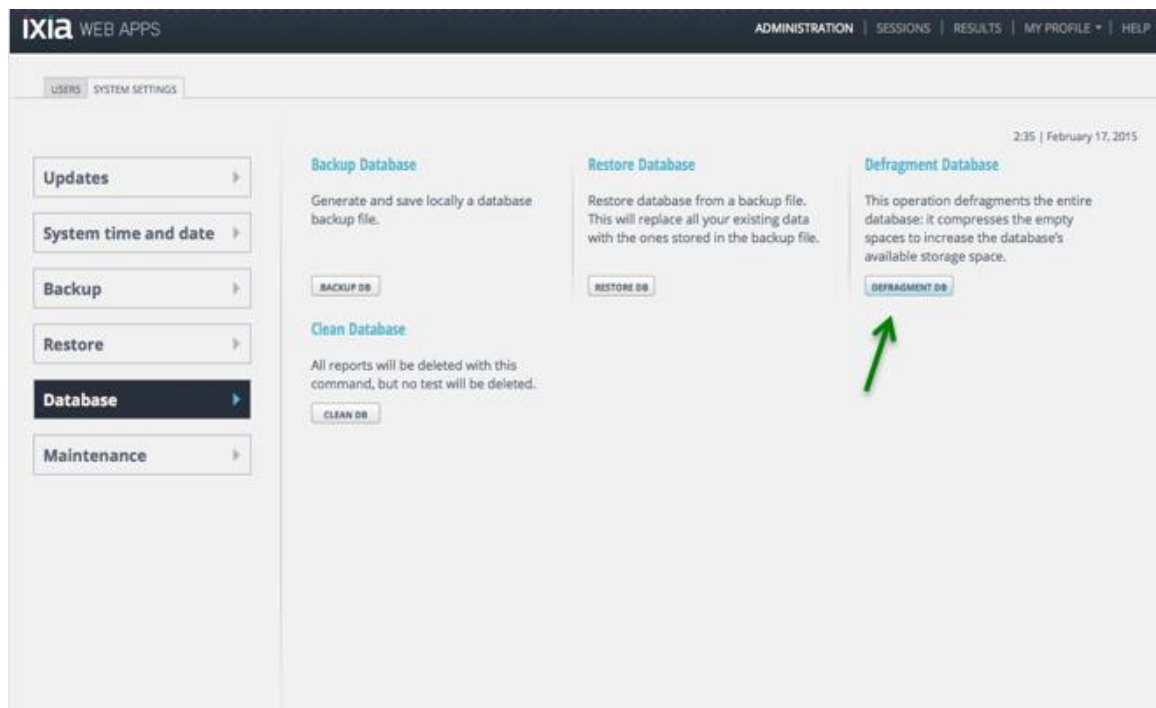 ixia WEB APPS
ADMINISTRATION | SESSIONS | RESULTS | MY PROFILE | HELP
USERS SYSTEM SETTINGS
2:35 | February 17, 2015
Updates
System time and date
Backup
Restore
Database
Maintenance
Backup Database
Generate and save locally a database
backup file.
BACKUP DB
Restore Database
Restore database from a backup file.
This will replace all your existing data
with the ones stored in the backup file.
RESTORE DB
Defragment Database
This operation defragments the entire
database: it compresses the empty
spaces to increase the database's
available storage space.
DEFRAGMENT DB
Clean Database
All reports will be deleted with this
command, but no test will be deleted.
CLEAN DB